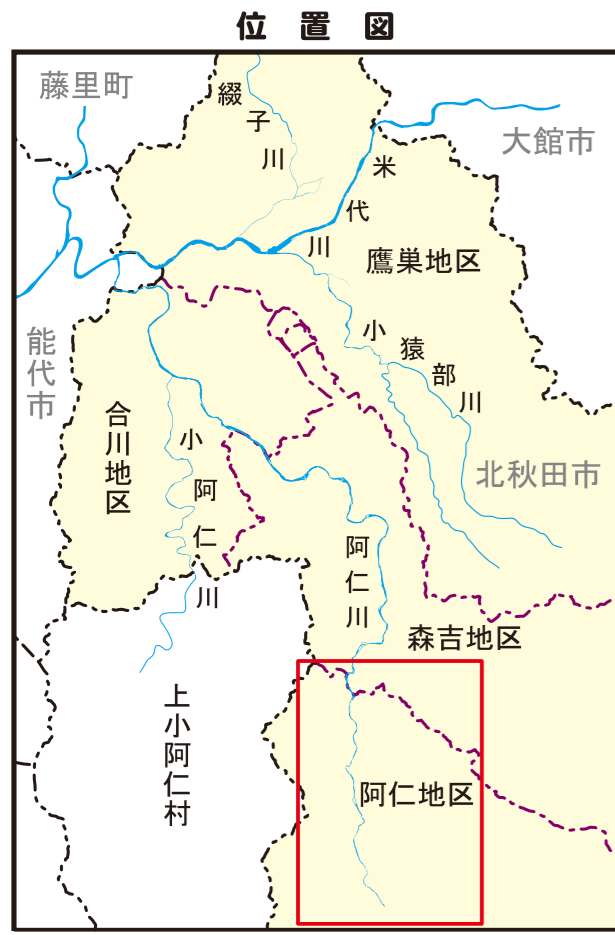 位置図
藤里町
綴子川
大館市
米代川
鷹巣地区
能代市
小猿部川
合川地区
小阿仁川
北秋田市
阿仁川
森吉地区
上小阿仁村
阿仁地区